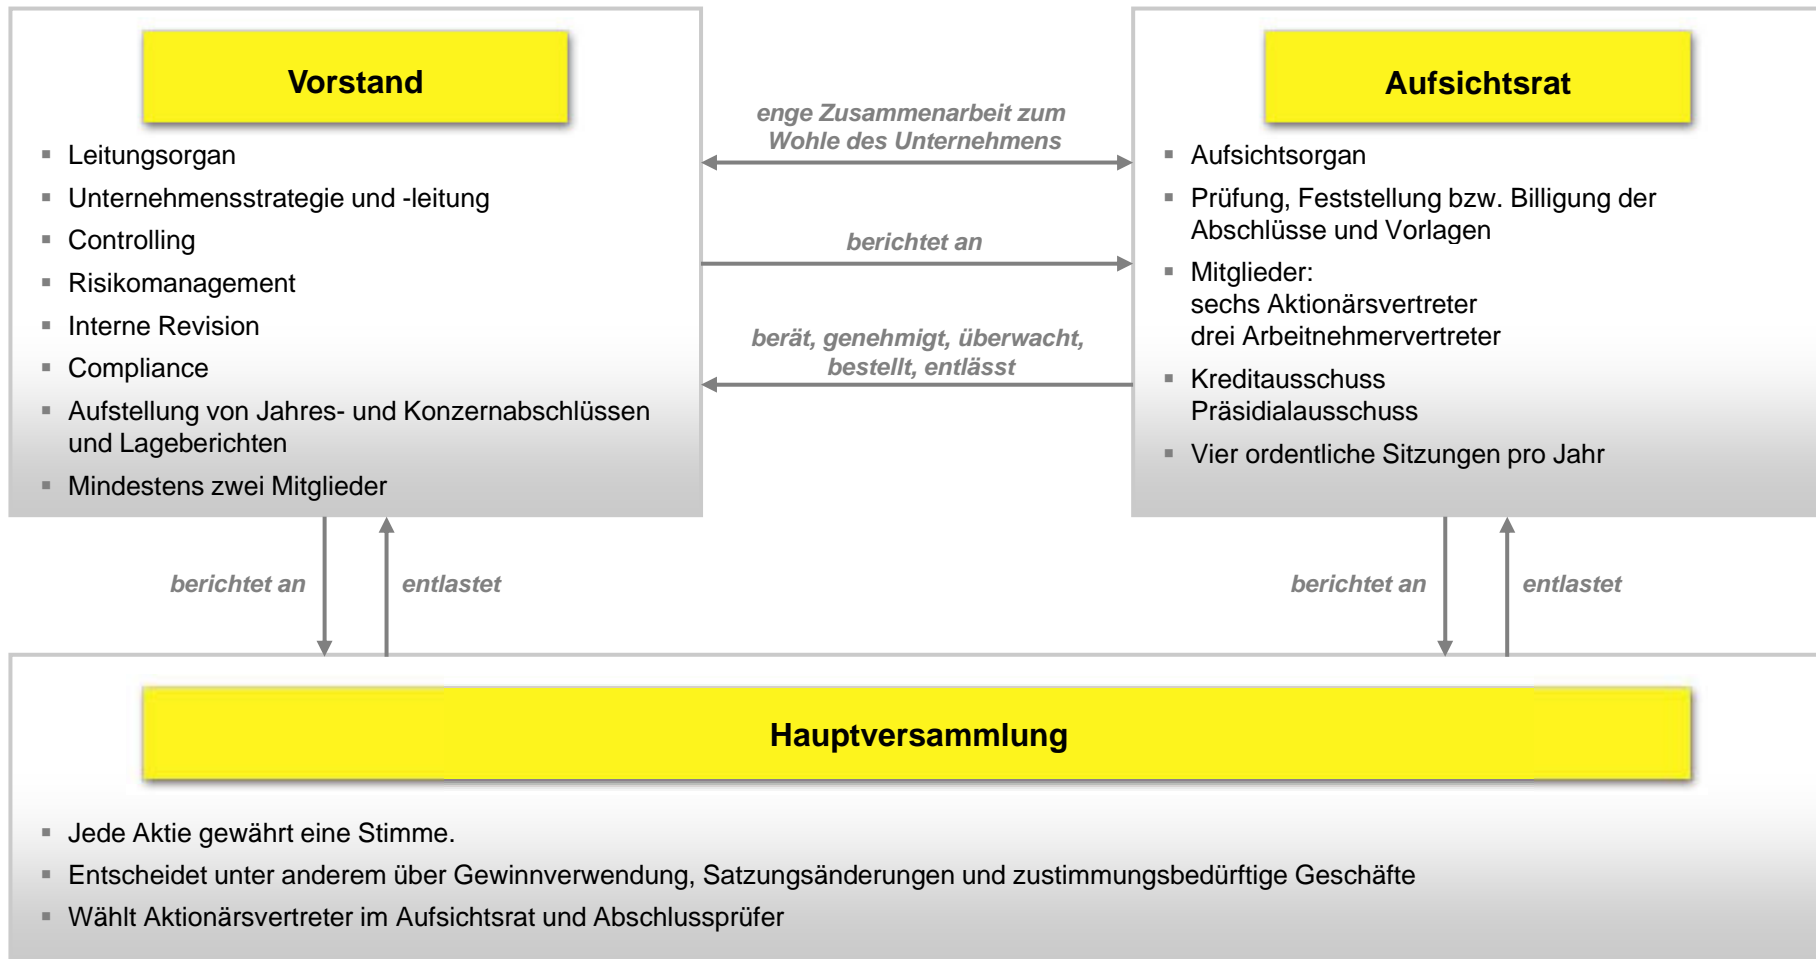 Vorstand
Leitungsorgan
Unternehmensstrategie und -leitung
Controlling
Risikomanagement
Interne Revision
Compliance
Aufstellung von Jahres- und Konzernabschlüssen
und Lageberichten
Mindestens zwei Mitglieder
enge Zusammenarbeit zum
Wohle des Unternehmens
berichtet an
berät, genehmigt, überwacht,
bestellt, entlässt
Aufsichtsrat
Aufsichtsorgan
Prüfung, Feststellung bzw. Billigung der
Abschlüsse und Vorlagen
Mitglieder:
sechs Aktionärsvertreter
drei Arbeitnehmervertreter
Kreditausschuss
Präsidialausschuss
Vier ordentliche Sitzungen pro Jahr
berichtet an
entlastet
berichtet an
entlastet
Hauptversammlung
Jede Aktie gewährt eine Stimme.
Entscheidet unter anderem über Gewinnverwendung, Satzungsänderungen und zustimmungsbedürftige Geschäfte
Wählt Aktionärsvertreter im Aufsichtsrat und Abschlussprüfer